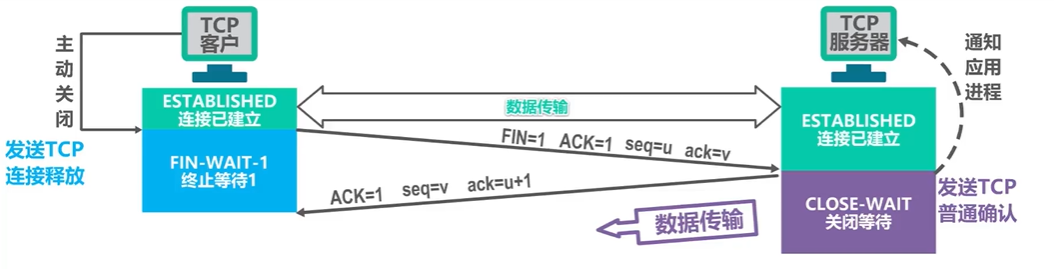 TCP
客户
TCP
服务器
主
动
关
闭
通知
应用
进程
ESTABLISHED
连接已建立
数据传输
ESTABLISHED
连接已建立
发送TCP
连接释放
FIN-WAIT-1
终止等待1
FIN=1 ACK=1 seq=u ack=v
ACK=1 seq=v ack=u+1
CLOSE-WAIT
关闭等待
发送TCP
普通确认
数据传输